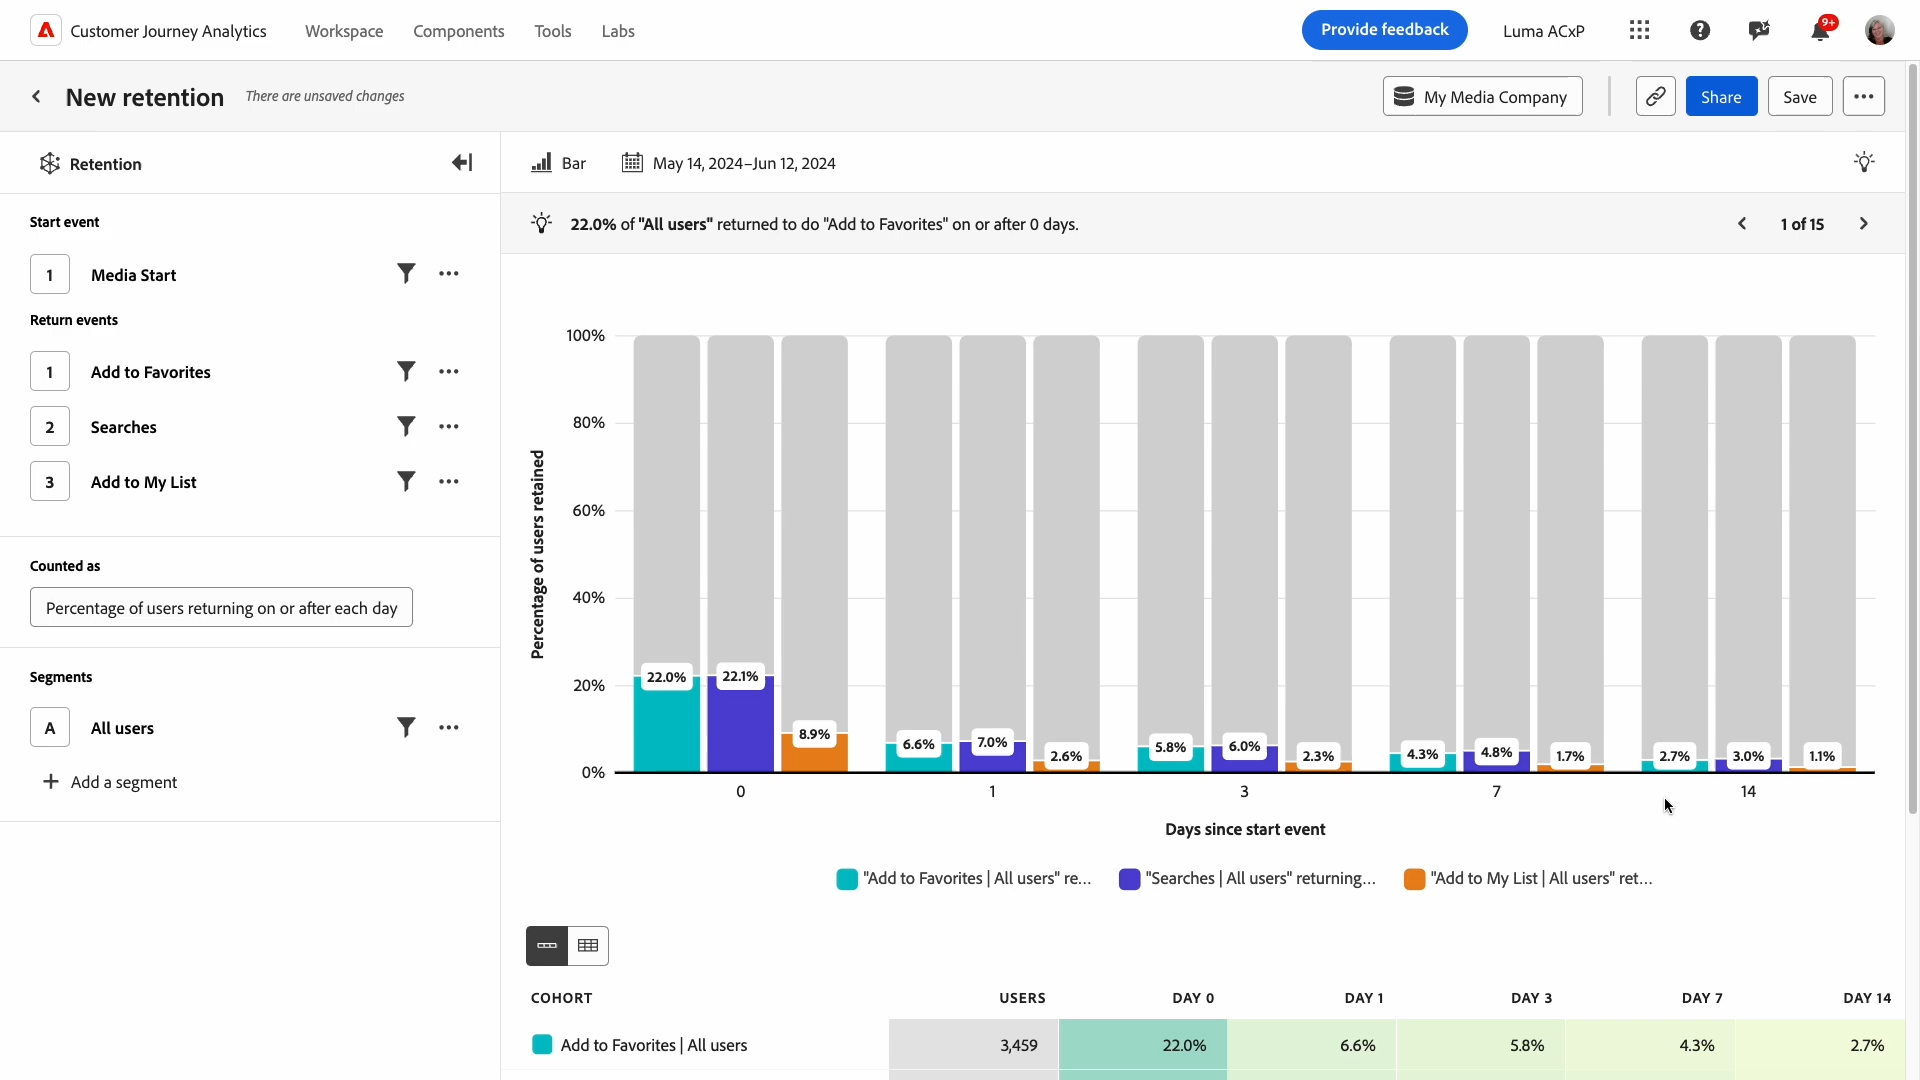 Customer Journey Analytics Workspace Components Tools Labs Provide feedback Luma ACxP 9+
New retention There are unsaved changes My Media Company Share Save
Retention
Bar May 14, 2024–Jun 12, 2024
Start event
22.0% of "All users" returned to do "Add to Favorites" on or after 0 days. 1 of 15
1 Media Start
Return events
1 Add to Favorites
2 Searches
3 Add to My List
Counted as
Percentage of users returning on or after each day
Segments
A All users
Add a segment
Percentage of users retained
100%
80%
60%
40%
20%
0%
22.0% 22.1% 8.9% 6.6% 7.0% 2.6% 5.8% 6.0% 2.3% 4.3% 4.8% 1.7% 2.7% 3.0% 1.1%
0 1 3 7 14
Days since start event
"Add to Favorites | All users" re... "Searches | All users" returning... "Add to My List | All users" ret...
COHORT USERS DAY 0 DAY 1 DAY 3 DAY 7 DAY 14
Add to Favorites | All users 3,459 22.0% 6.6% 5.8% 4.3% 2.7%